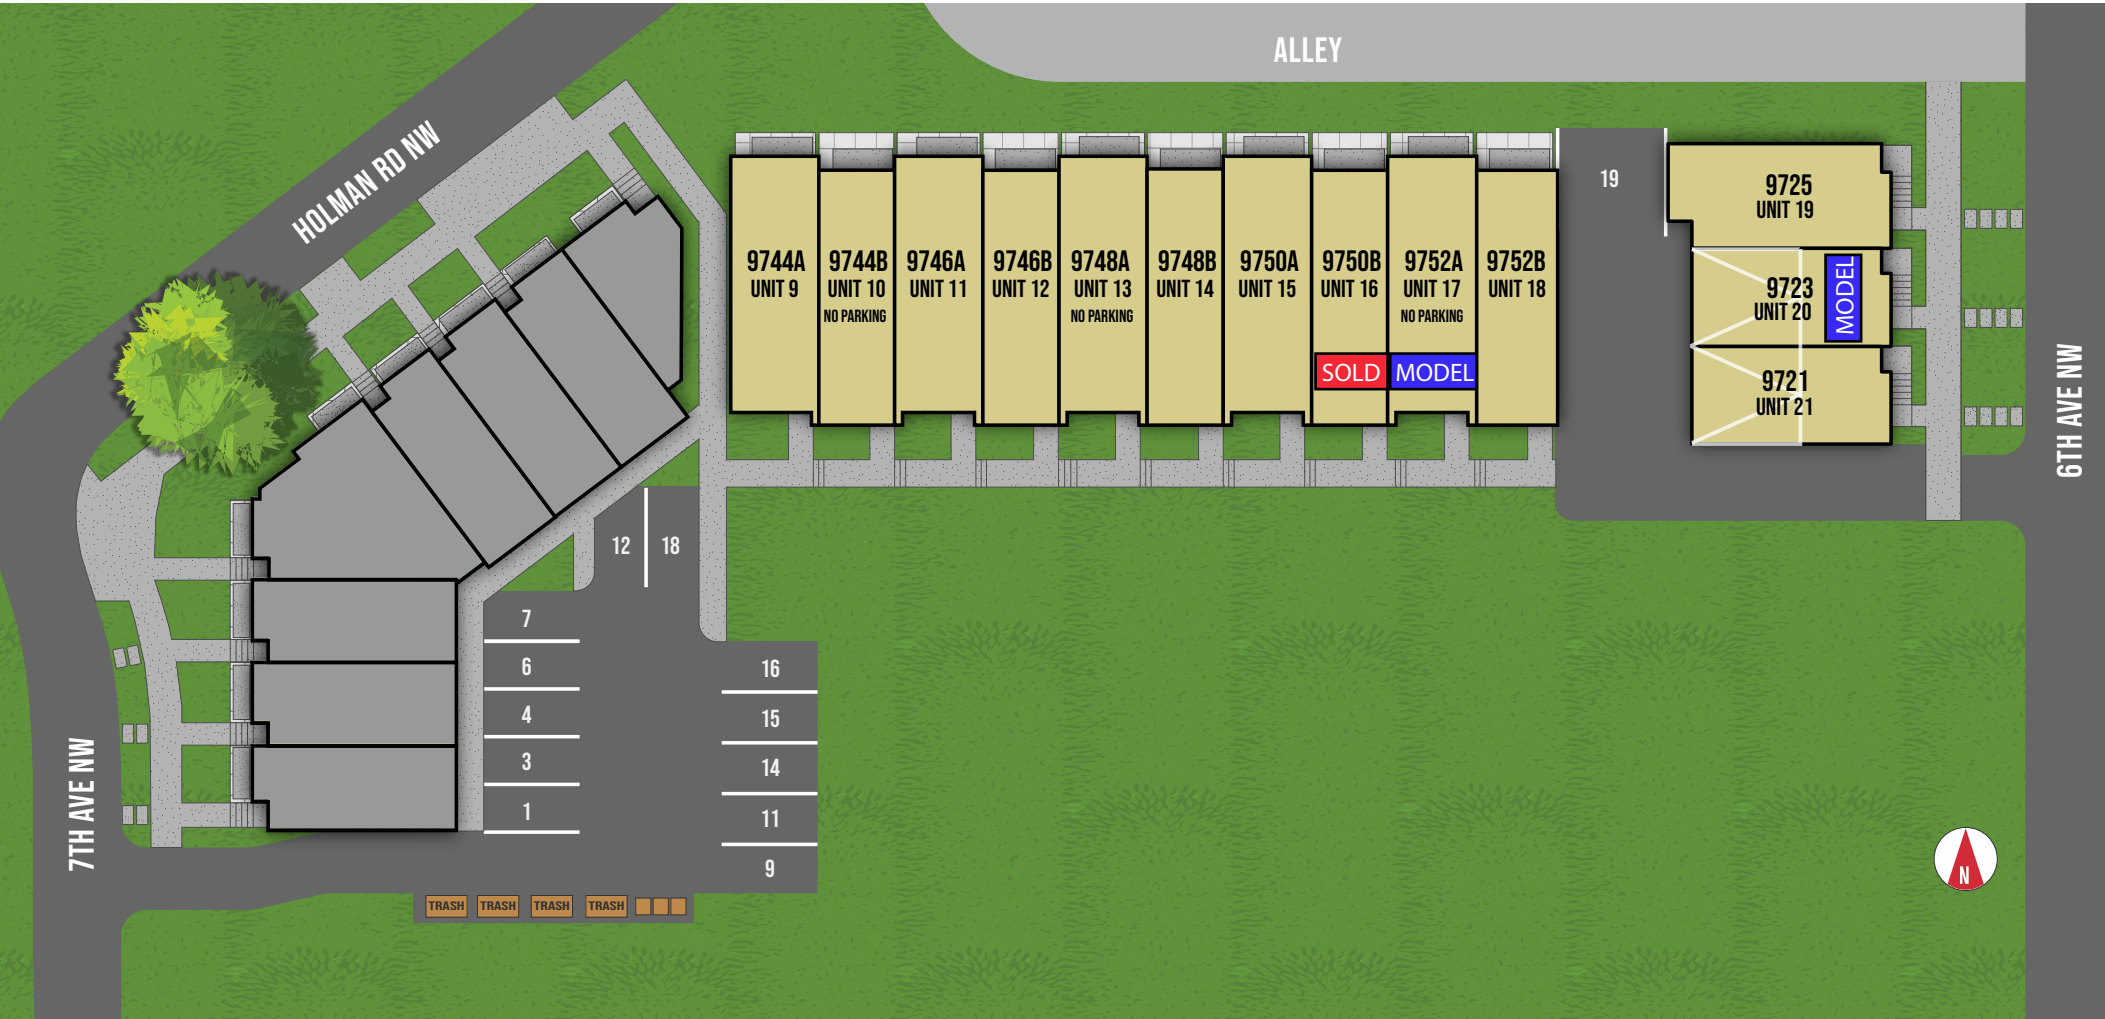 ALLEY
HOLMAN RD NW
19
9725
UNIT 19
9744A
UNIT 9
9744B
UNIT 10
NO PARKING
9746A
UNIT 11
9746B
UNIT 12
9748A
UNIT 13
NO PARKING
9748B
UNIT 14
9750A
UNIT 15
9750B
UNIT 16
SOLD
9752A
UNIT 17
NO PARKING
MODEL
9752B
UNIT 18
9723
UNIT 20
MODEL
9721
UNIT 21
6TH AVE NW
12
18
7
6
4
3
1
16
15
14
11
9
7TH AVE NW
TRASH
TRASH
TRASH
TRASH
N